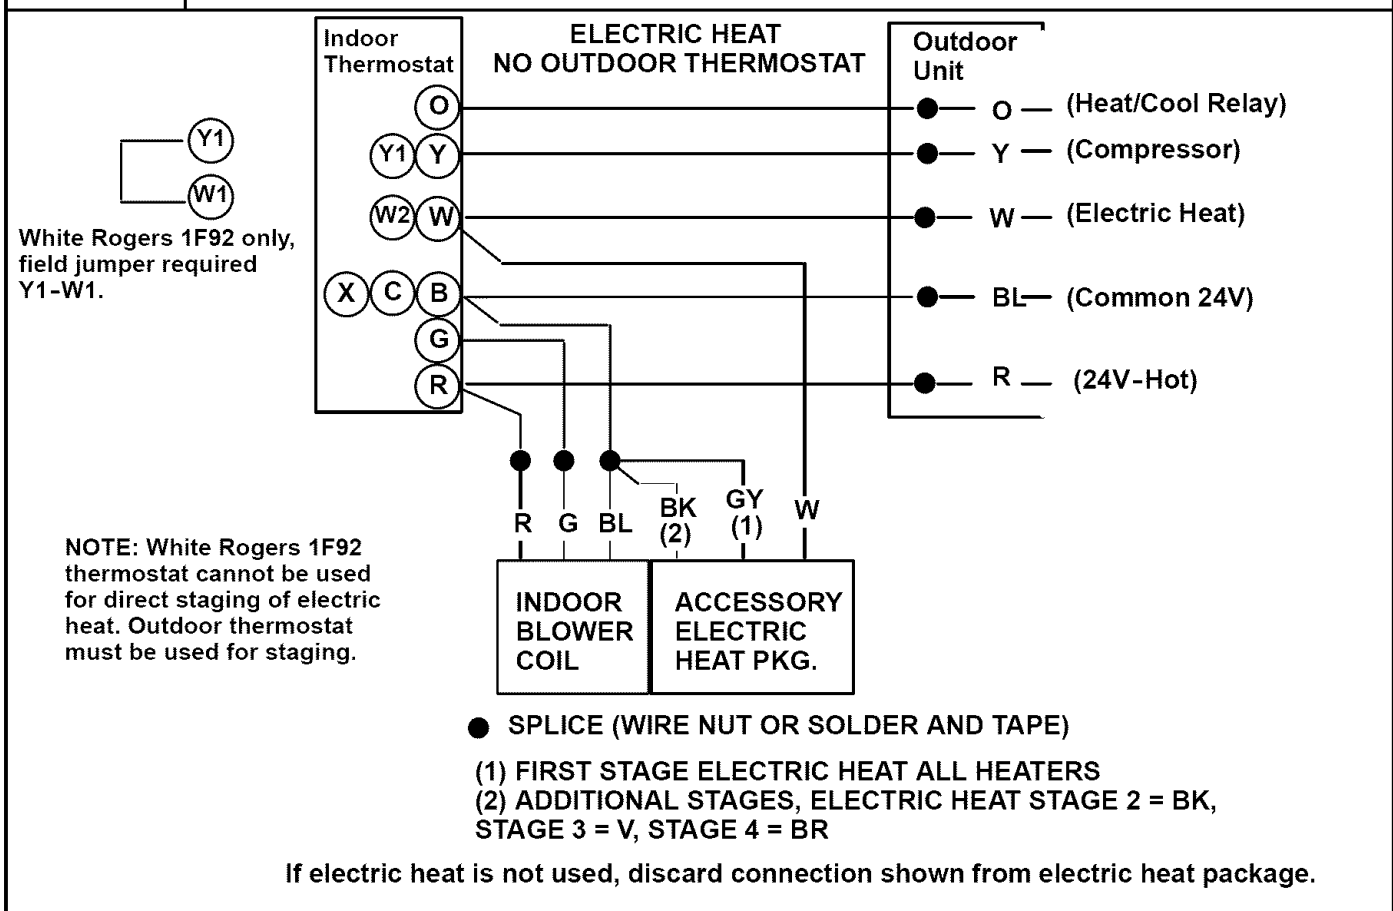 Indoor
Thermostat
ELECTRIC HEAT
NO OUTDOOR THERMOSTAT
Outdoor
Unit
O
O
(Heat/Cool Relay)
Y1
W1
Y1
Y
Y
(Compressor)
W2
W
W
(Electric Heat)
White Rogers 1F92 only,
field jumper required
Y1-W1.
X
C
B
BL
(Common 24V)
G
R
R
(24V-Hot)
R
G
BL
BK
(2)
GY
(1)
W
NOTE: White Rogers 1F92
thermostat cannot be used
for direct staging of electric
heat. Outdoor thermostat
must be used for staging.
INDOOR
BLOWER
COIL
ACCESSORY
ELECTRIC
HEAT PKG.
SPLICE (WIRE NUT OR SOLDER AND TAPE)
(1) FIRST STAGE ELECTRIC HEAT ALL HEATERS
(2) ADDITIONAL STAGES, ELECTRIC HEAT STAGE 2 = BK,
STAGE 3 = V, STAGE 4 = BR
If electric heat is not used, discard connection shown from electric heat package.